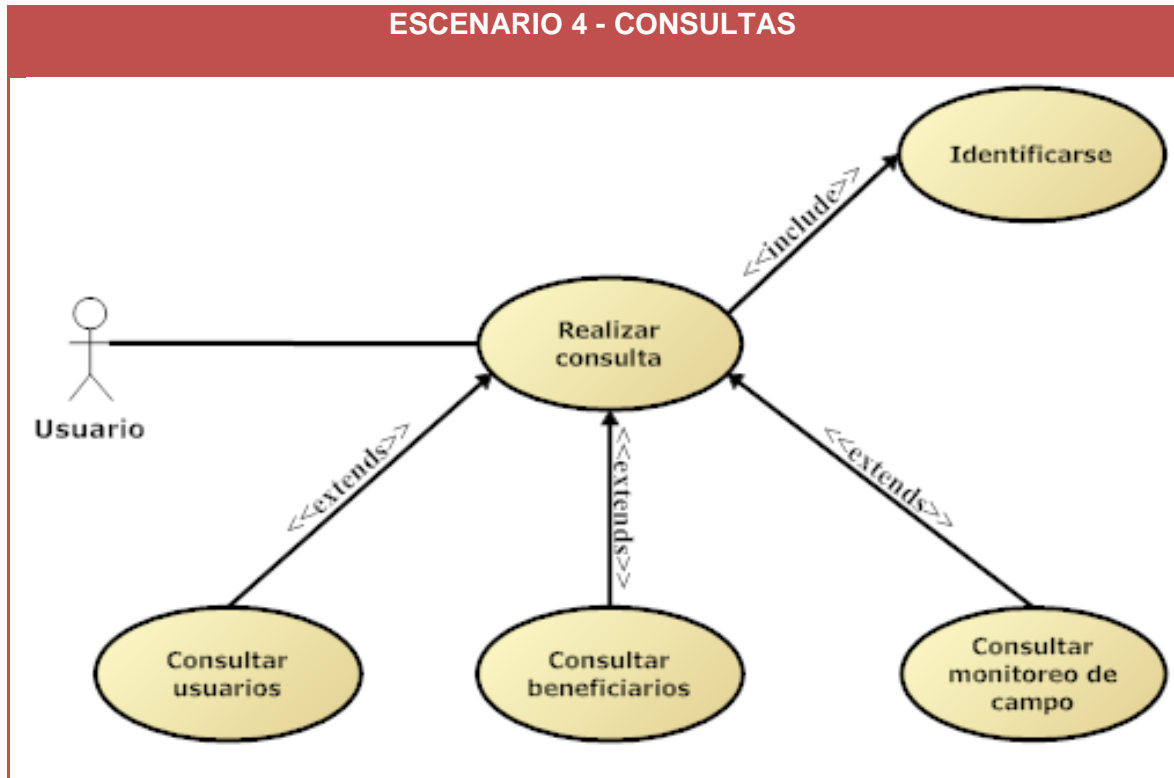 ESCENARIO 4 - CONSULTAS
Identificarse
<<include>>
Realizar
consulta
Usuario
<<extends>>
<<extends>>
<<extends>>
Consultar
usuarios
Consultar
beneficiarios
Consultar
monitoreo de
campo